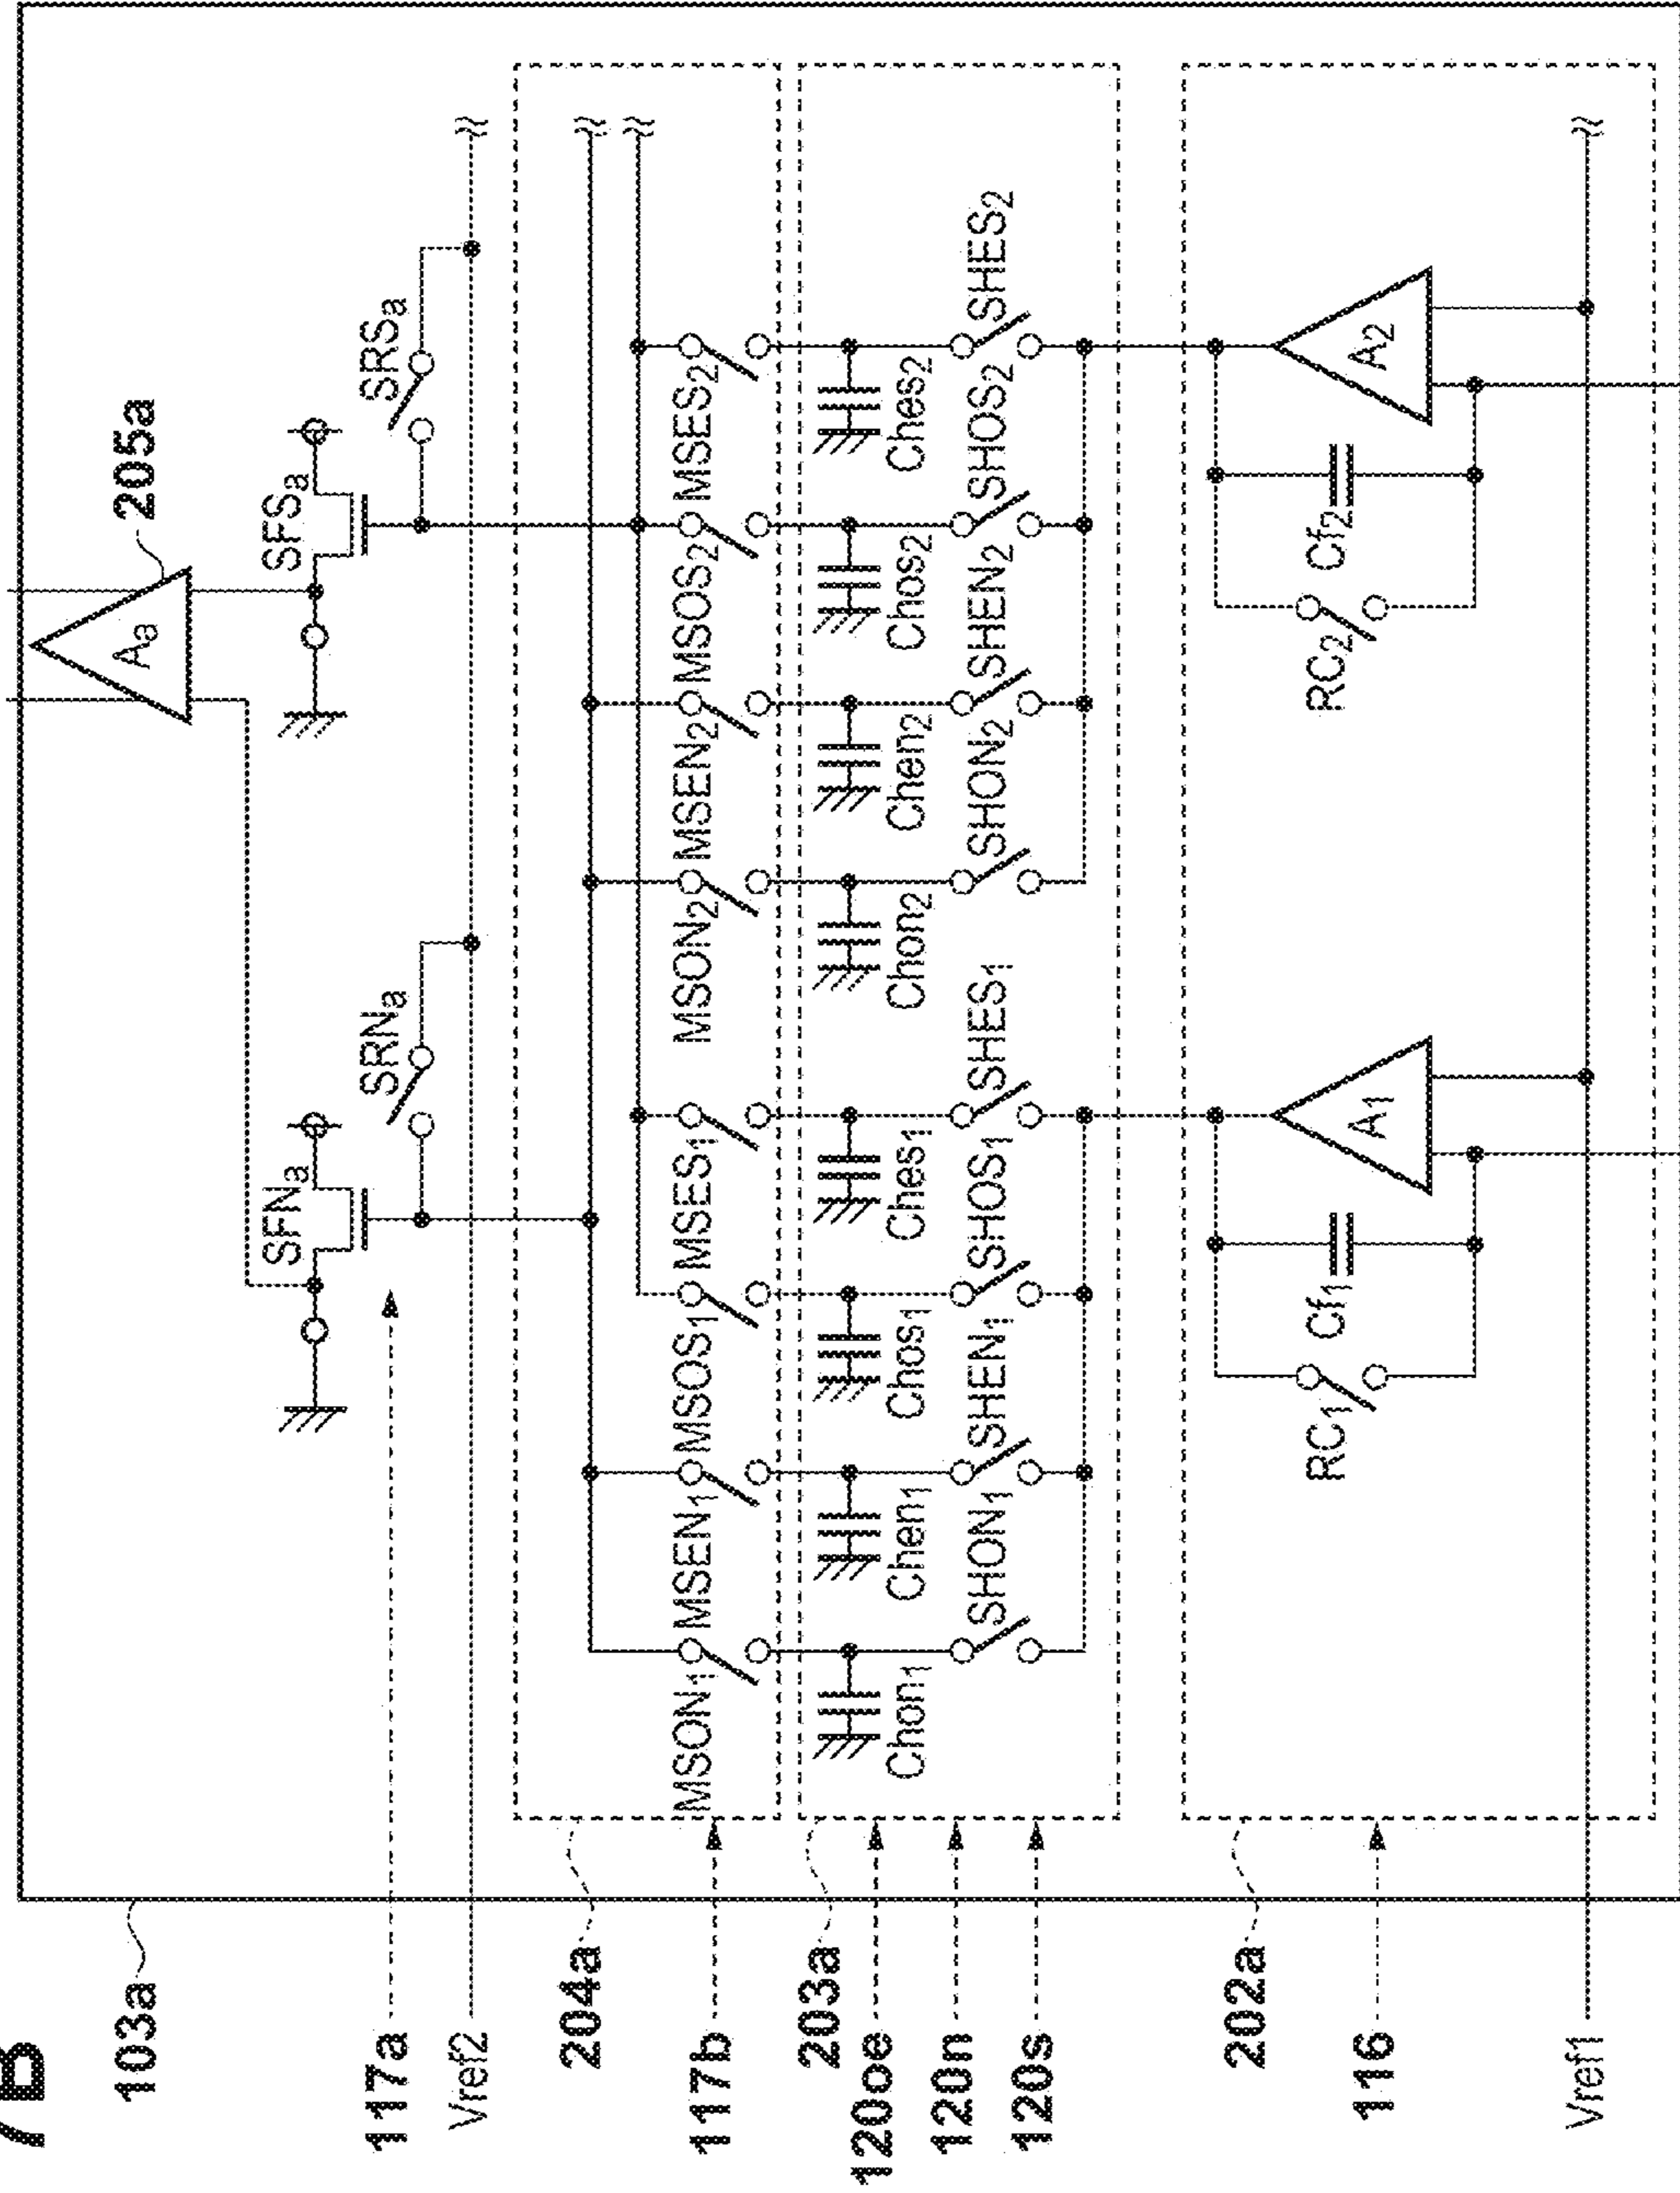 7B
103a
117a
Vref2
204a
117b
203a
120oe
120n
120s
202a
116
Vref1
Aa
205a
SFNa
SFSa
SRNa
SRSa
MSON1
MSEN1
MSOS1
MSES1
MSON2
MSEN2
MSOS2
MSES2
Chon1
Chen1
Chos1
Ches1
Chon2
Chen2
Chos2
Ches2
SHON1
SHEN1
SHOS1
SHES1
SHON2
SHEN2
SHOS2
SHES2
RC1
Cf1
A1
RC2
Cf2
A2